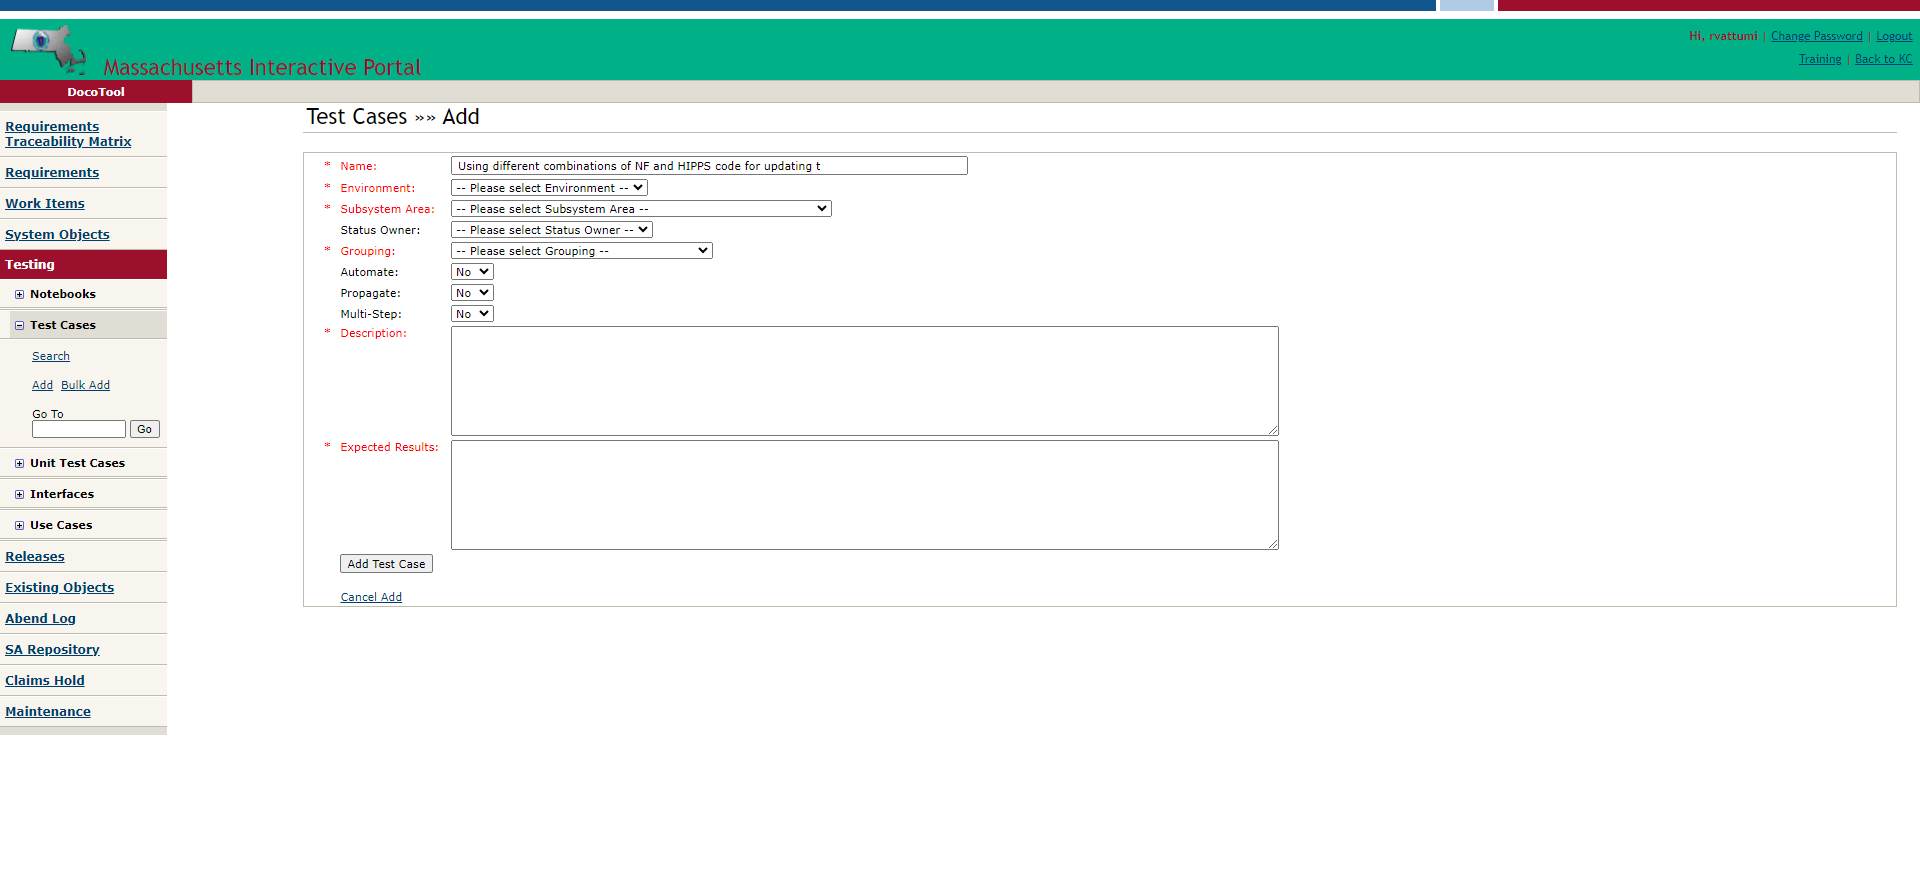 Hi, rvattumi | Change Password | Logout
Training | Back to KC
Massachusetts Interactive Portal
DocoTool
Requirements
Traceability Matrix
Requirements
Work Items
System Objects
Testing
Notebooks
Test Cases
Search
Add Bulk Add
Go To
Go
Unit Test Cases
Interfaces
Use Cases
Releases
Existing Objects
Abend Log
SA Repository
Claims Hold
Maintenance
Test Cases »» Add
* Name: Using different combinations of NF and HIPPS code for updating t
* Environment: -- Please select Environment --
* Subsystem Area: -- Please select Subsystem Area --
Status Owner: -- Please select Status Owner --
* Grouping: -- Please select Grouping --
Automate: No
Propagate: No
Multi-Step: No
* Description:
* Expected Results:
Add Test Case
Cancel Add